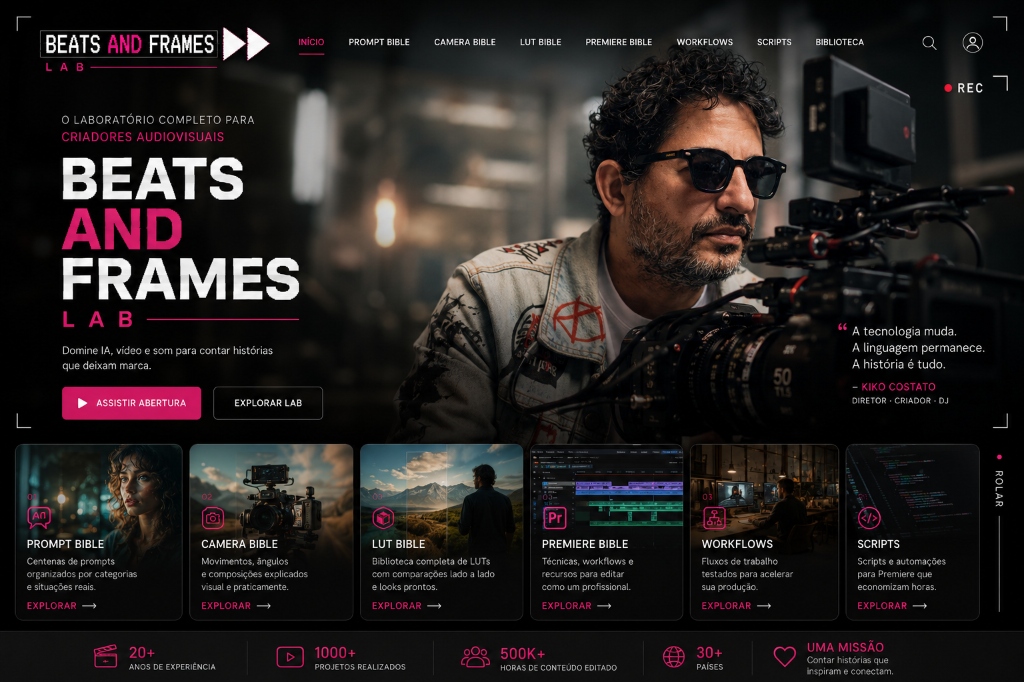 BEATS AND FRAMES
LAB
INÍCIO
PROMPT BIBLE
CAMERA BIBLE
LUT BIBLE
PREMIERE BIBLE
WORKFLOWS
SCRIPTS
BIBLIOTECA
REC
O LABORATÓRIO COMPLETO PARA
CRIADORES AUDIOVISUAIS
BEATS
AND
FRAMES
LAB
Domine IA, vídeo e som para contar histórias
que deixam marca.
ASSISTIR ABERTURA
EXPLORAR LAB
50
“ A tecnologia muda.
A linguagem permanece.
A história é tudo.
– KIKO COSTATO
DIRETOR · CRIADOR · DJ
PROMPT BIBLE
Centenas de prompts
organizados por categorias
e situações reais.
EXPLORAR →
02
CAMERA BIBLE
Movimentos, ângulos
e composições explicados
visual e praticamente.
EXPLORAR →
LUT BIBLE
Biblioteca completa de LUTs
com comparações lado a lado
e looks prontos.
EXPLORAR →
Pr
PREMIERE BIBLE
Técnicas, workflows e
recursos para editar
como um profissional.
EXPLORAR →
03
WORKFLOWS
Fluxos de trabalho
testados para acelerar
sua produção.
EXPLORAR →
</>
SCRIPTS
Scripts e automações
para Premiere que
economizam horas.
EXPLORAR →
ROLAR
20+
ANOS DE EXPERIÊNCIA
1000+
PROJETOS REALIZADOS
500K+
HORAS DE CONTEÚDO EDITADO
30+
PAÍSES
UMA MISSÃO
Contar histórias que
inspiram e conectam.